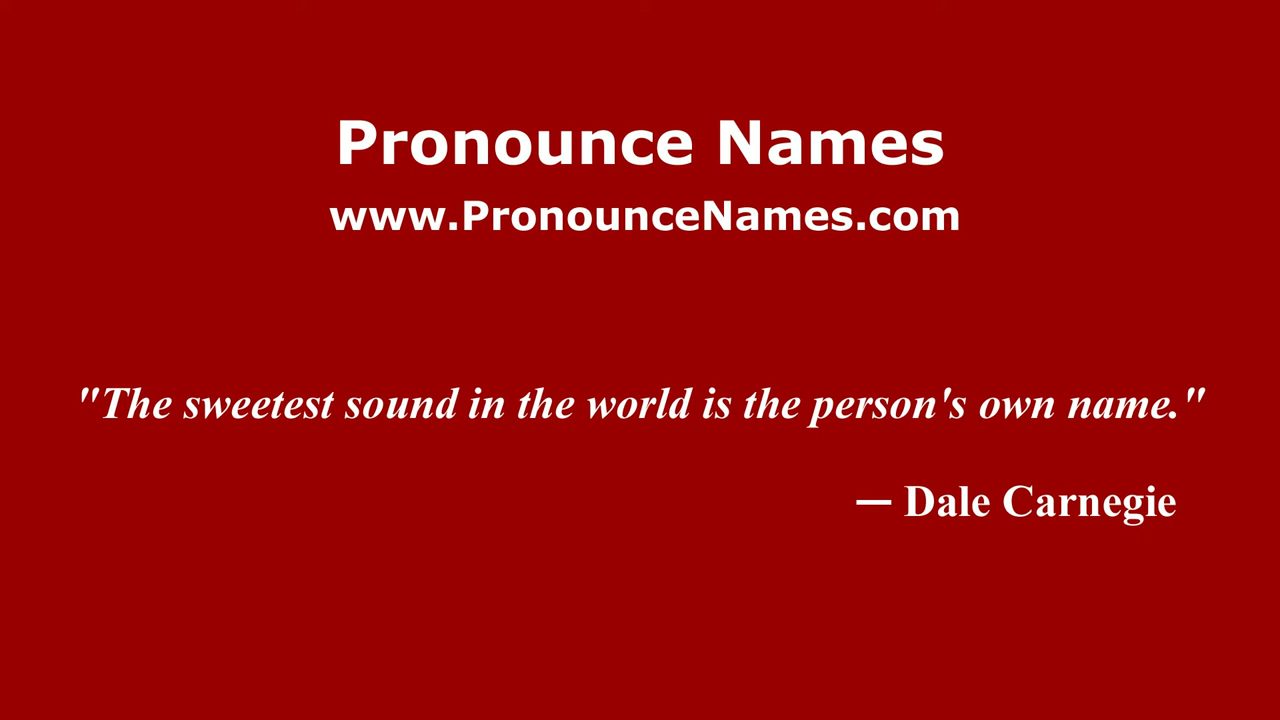 Pronounce Names
www.PronounceNames.com
"The sweetest sound in the world is the person's own name."
— Dale Carnegie